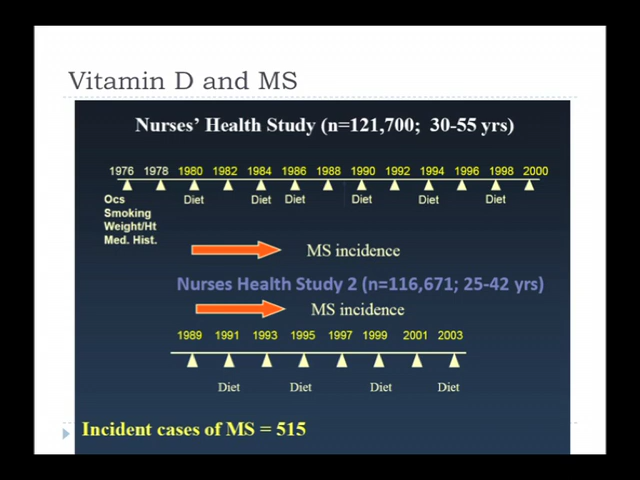 Vitamin D and MS
Nurses' Health Study (n=121,700; 30-55 yrs)
1976 1978 1980 1982 1984 1986 1988 1990 1992 1994 1996 1998 2000
Ocs
Smoking
Weight/Ht
Med. Hist.
Diet Diet Diet Diet Diet Diet
MS incidence
Nurses Health Study 2 (n=116,671; 25-42 yrs)
MS incidence
1989 1991 1993 1995 1997 1999 2001 2003
Diet Diet Diet Diet
Incident cases of MS = 515